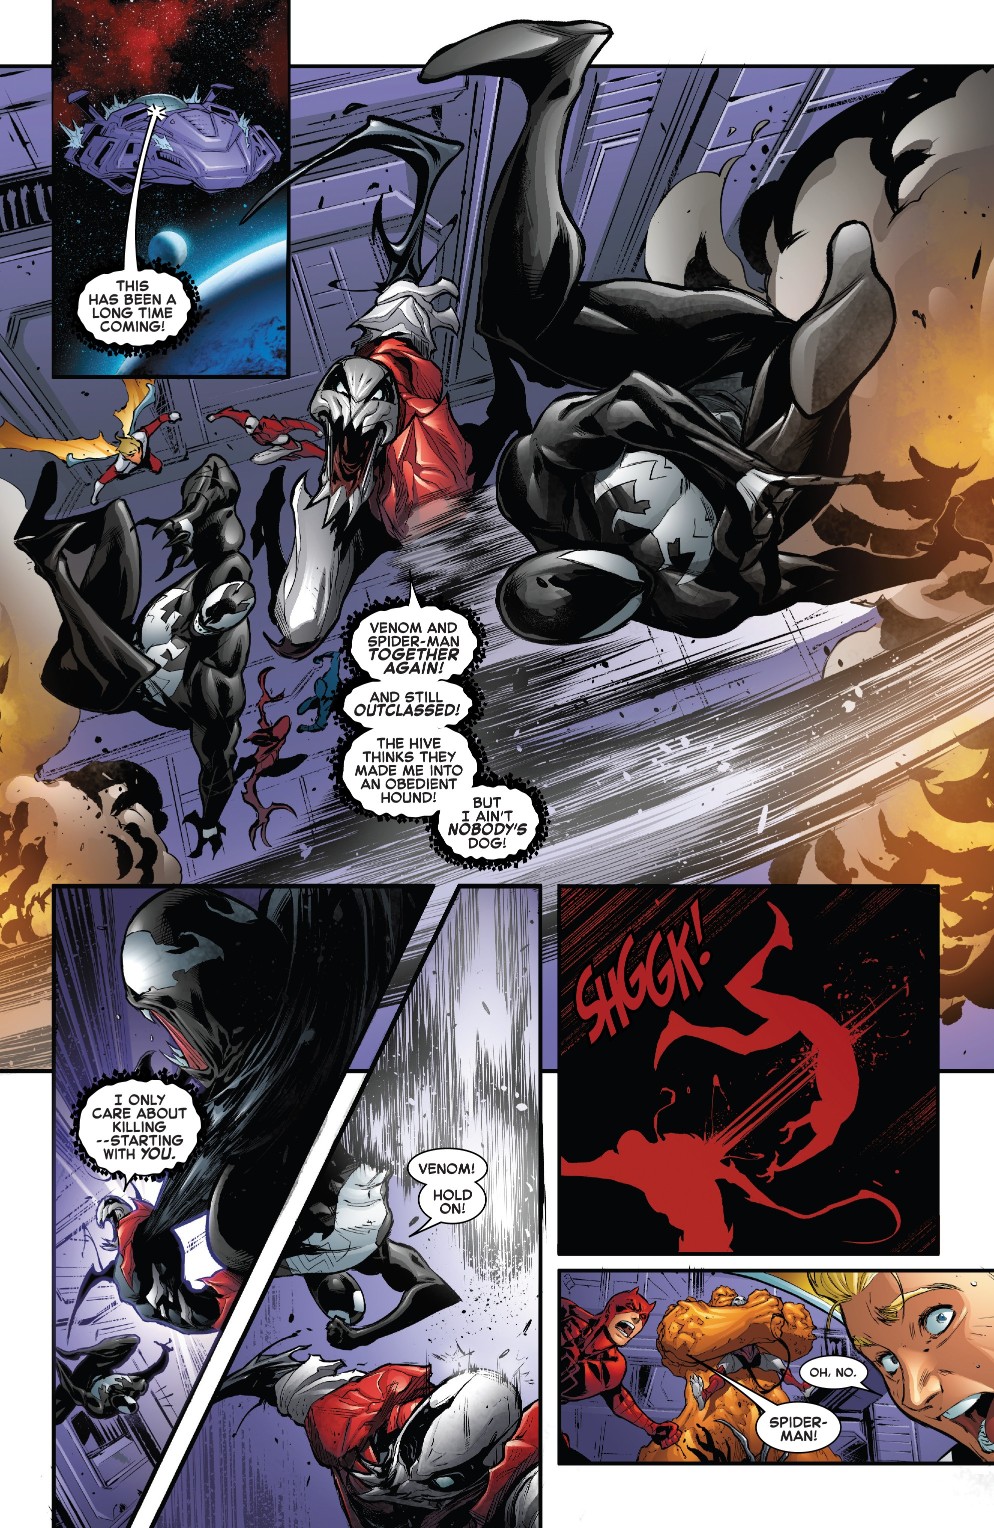 THIS
HAS BEEN A
LONG TIME
COMING!
VENOM AND
SPIDER-MAN
TOGETHER
AGAIN!
AND STILL
OUTCLASSED!
THE HIVE
THINKS THEY
MADE ME INTO
AN OBEDIENT
HOUND!
BUT
I AIN'T
NOBODY'S
DOG!
I ONLY
CARE ABOUT
KILLING
--STARTING
WITH YOU.
VENOM!
HOLD
ON!
SHGGK!
OH, NO.
SPIDER-
MAN!